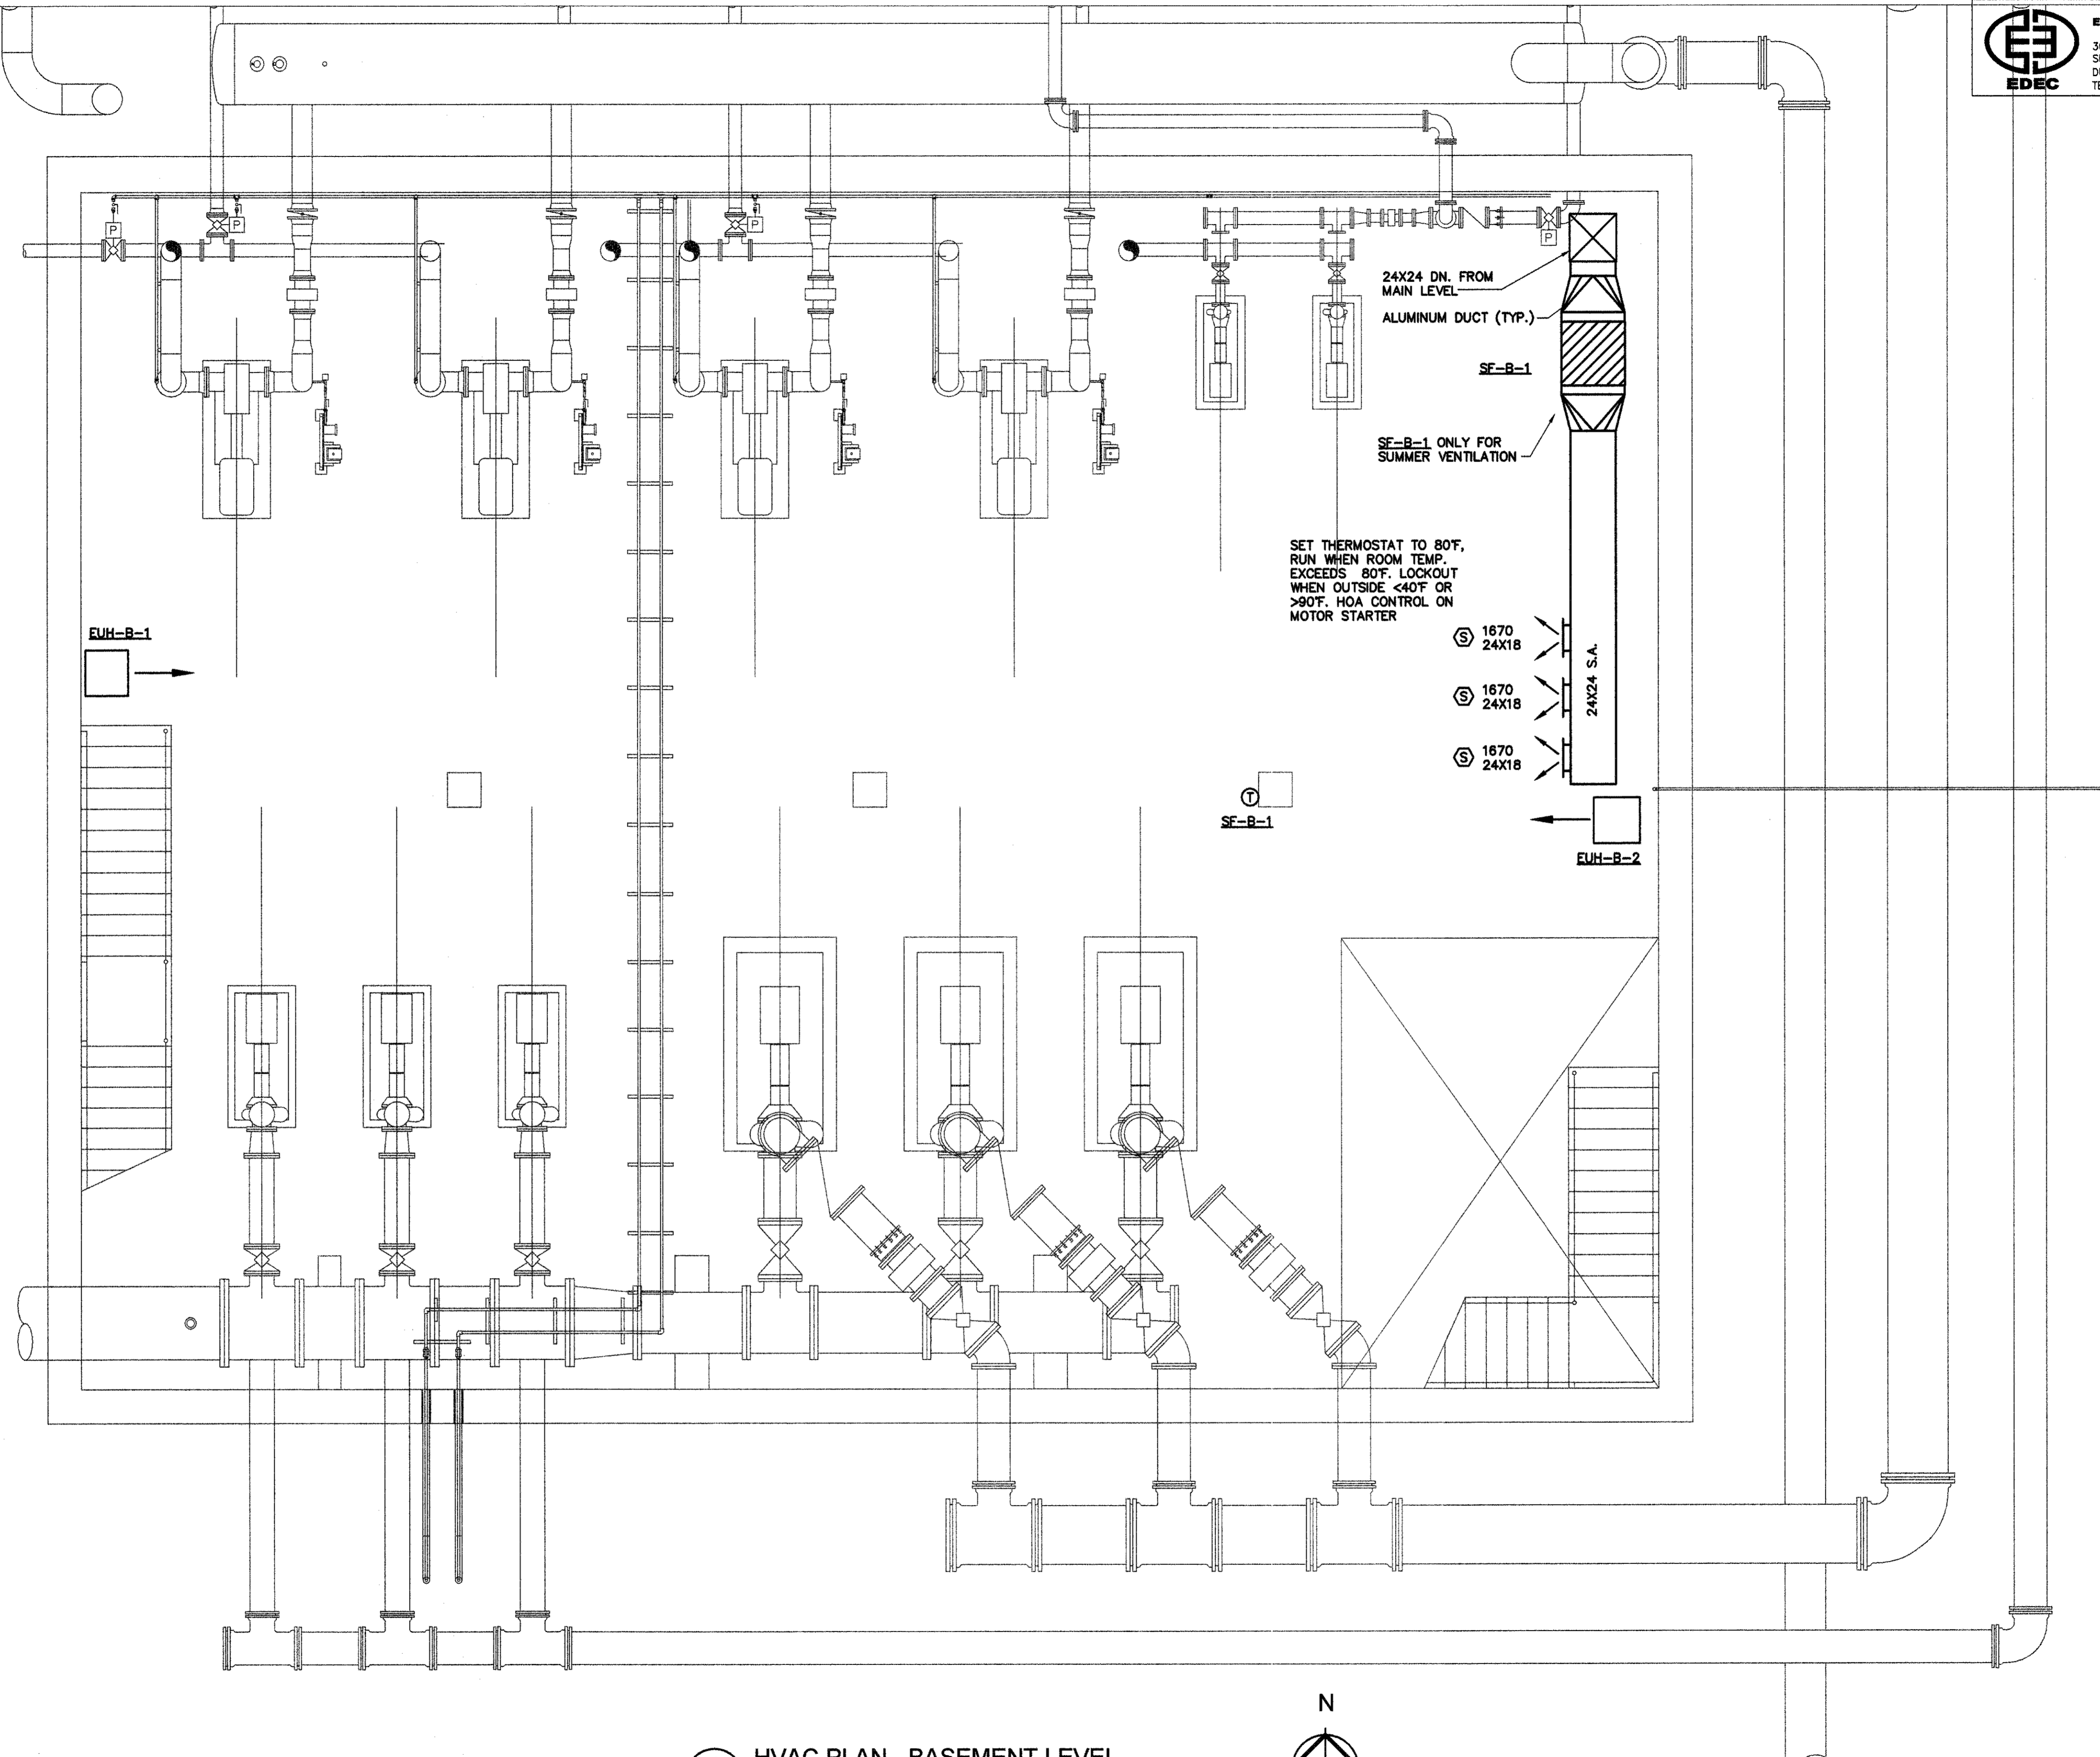 EDEC
P
P
P
P
24X24 DN. FROM
MAIN LEVEL
ALUMINUM DUCT (TYP.)
SF-B-1
SF-B-1 ONLY FOR
SUMMER VENTILATION
SET THERMOSTAT TO 80°F,
RUN WHEN ROOM TEMP.
EXCEEDS 80°F. LOCKOUT
WHEN OUTSIDE <40°F OR
>90°F. HOA CONTROL ON
MOTOR STARTER
EUH-B-1
S 1670
24X18
S 1670
24X18
S 1670
24X18
24X24 S.A.
T
SF-B-1
EUH-B-2
N
HVAC PLAN - BASEMENT LEVEL